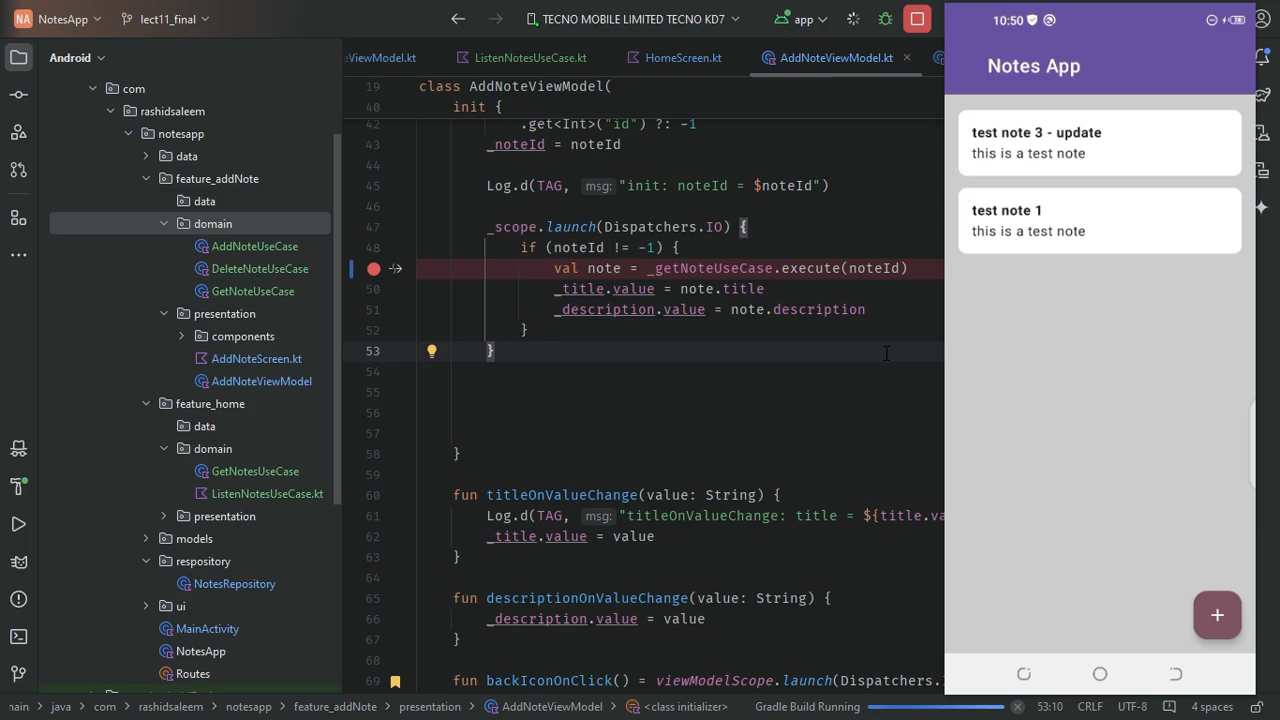 NA NotesApp lect11_final TECNO MOBILE LIMITED TECNO KD7 app
Android
eViewModel.kt ListenNotesUseCase.kt HomeScreen.kt AddNoteViewModel.kt
com
rashidsaleem
notesapp
data
feature_addNote
data
domain
AddNoteUseCase
DeleteNoteUseCase
GetNoteUseCase
presentation
components
AddNoteScreen.kt
AddNoteViewModel
feature_home
data
domain
GetNotesUseCase
ListenNotesUseCase.kt
presentation
models
respository
NotesRepository
ui
MainActivity
NotesApp
Routes
19 class AddNoteViewModel(
40 init {
42 .get<Int>("id") ?: -1
43 _noteId = noteId
44
45 Log.d(TAG, msg: "init: noteId = $noteId")
46
47 _scope.launch(Dispatchers.IO) {
48 if (noteId != -1) {
val note = _getNoteUseCase.execute(noteId)
50 _title.value = note.title
51 _description.value = note.description
52 }
53 }
54
55
56
57
58 }
59
60 fun titleOnValueChange(value: String) {
61 Log.d(TAG, msg: "titleOnValueChange: title = ${title.va
62 _title.value = value
63 }
64
65 fun descriptionOnValueChange(value: String) {
66 _description.value = value
67 }
68
69 fun backIconOnClick() = viewModelScope.launch(Dispatchers.
10:50
Notes App
test note 3 - update
this is a test note
test note 1
this is a test note
+
main java com rashidsaleem notesapp feature_addNote presentation AddNoteViewModel <class initializer> Gradle Build Running 53:10 CRLF UTF-8 4 spaces